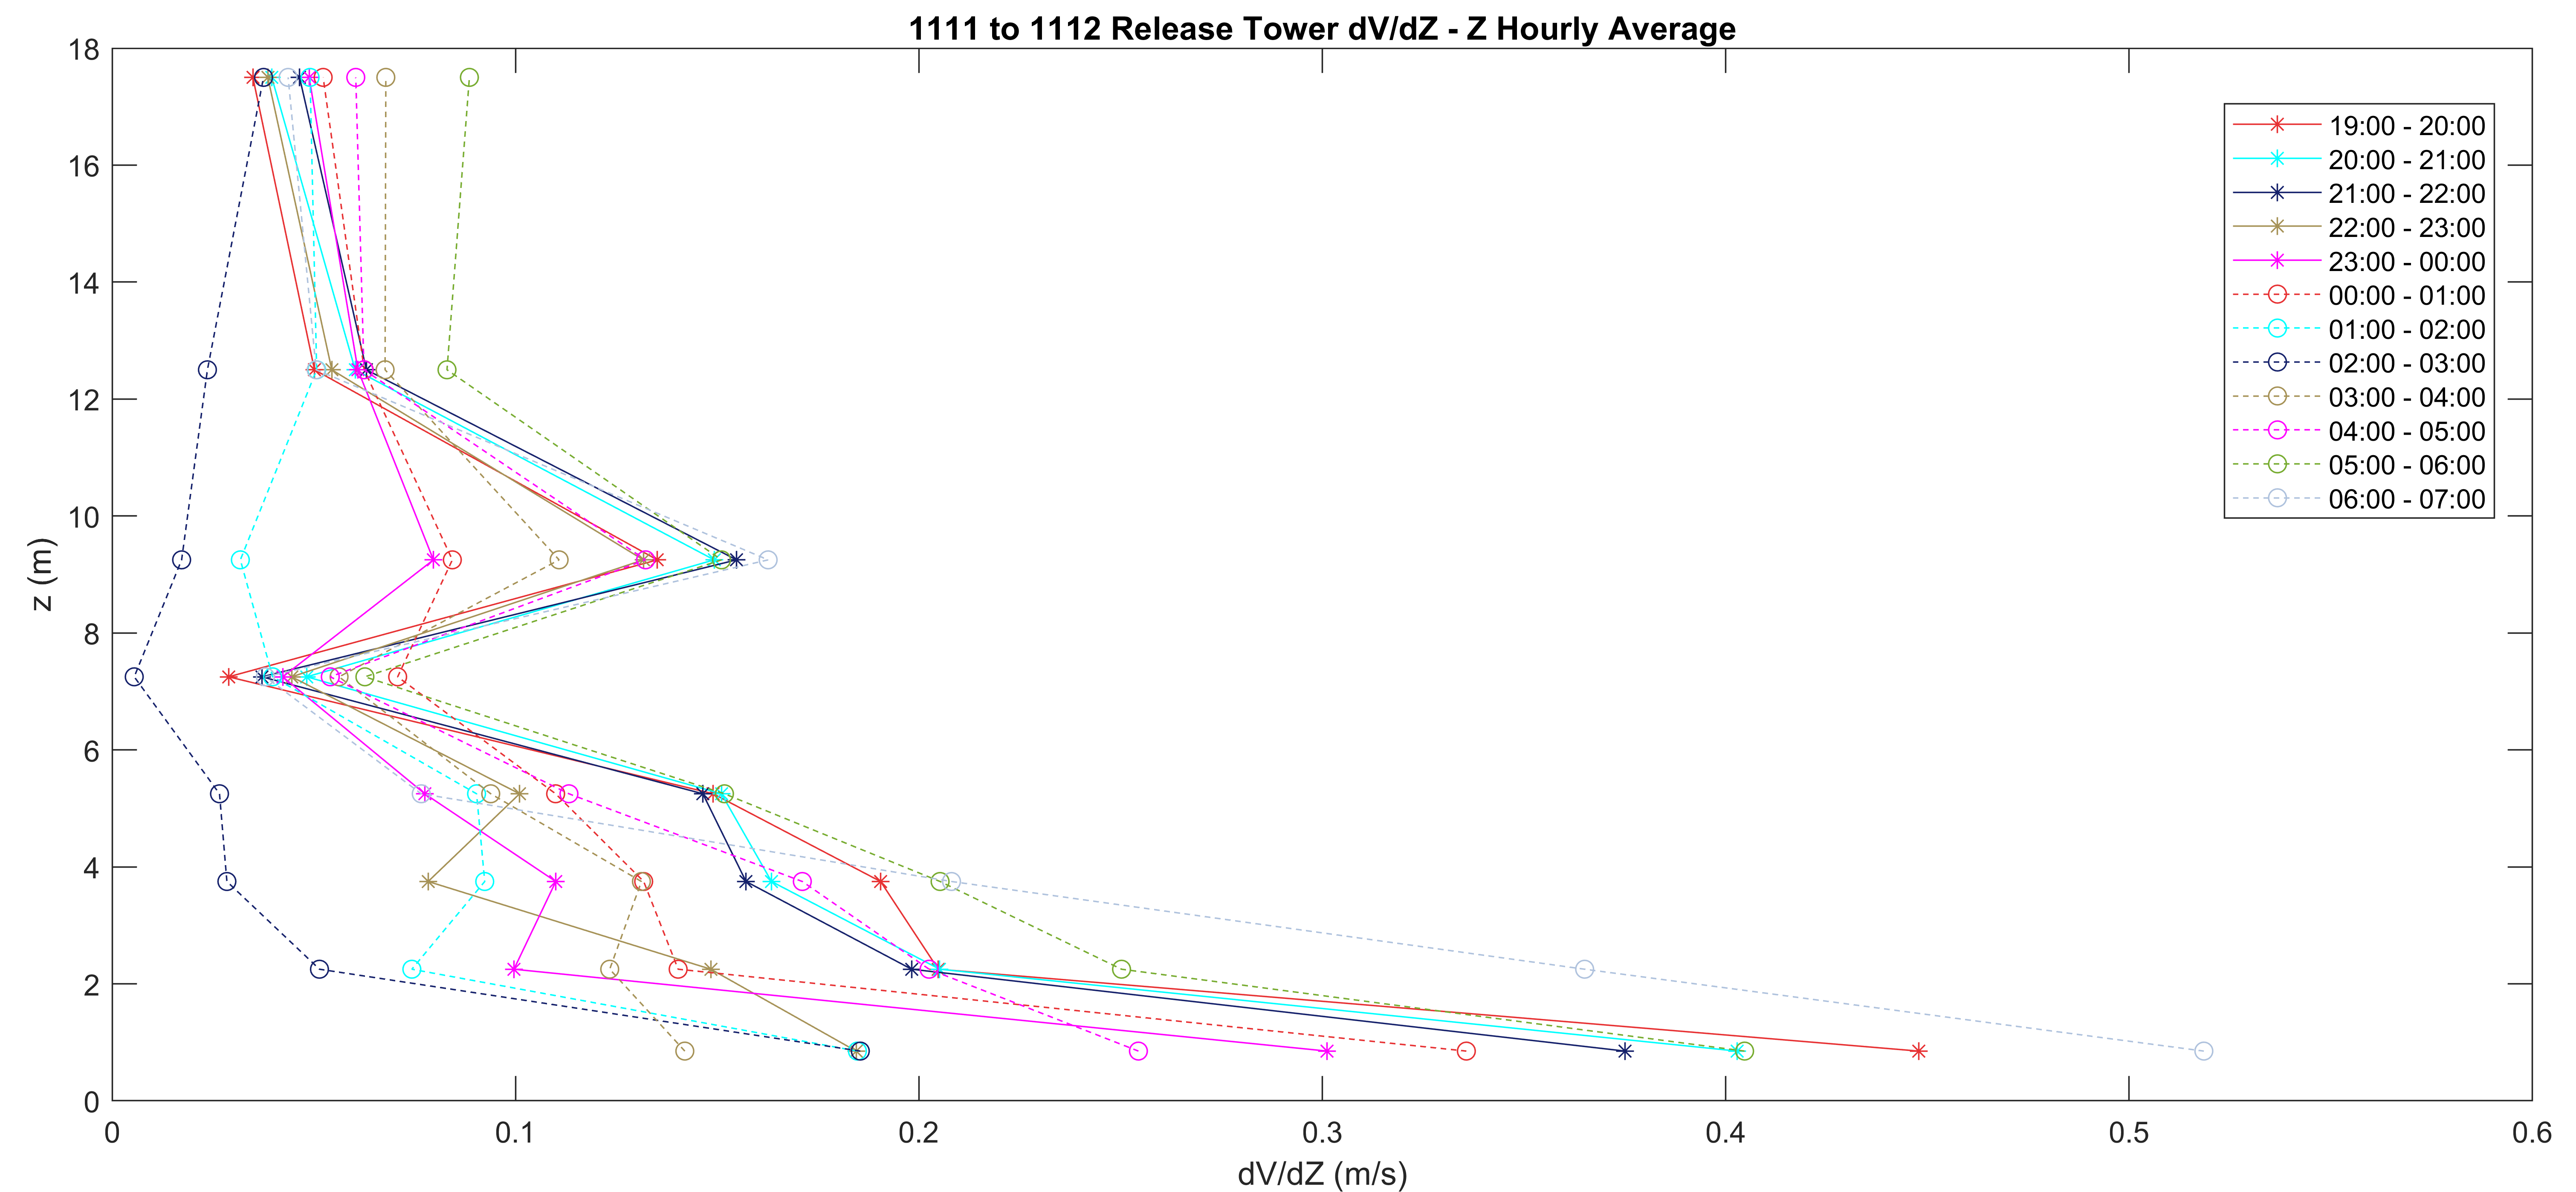 1111 to 1112 Release Tower dV/dZ - Z Hourly Average
18
16
14
12
10
8
6
4
2
0
z (m)
19:00 - 20:00
20:00 - 21:00
21:00 - 22:00
22:00 - 23:00
23:00 - 00:00
00:00 - 01:00
01:00 - 02:00
02:00 - 03:00
03:00 - 04:00
04:00 - 05:00
05:00 - 06:00
06:00 - 07:00
0 0.1 0.2 0.3 0.4 0.5 0.6
dV/dZ (m/s)